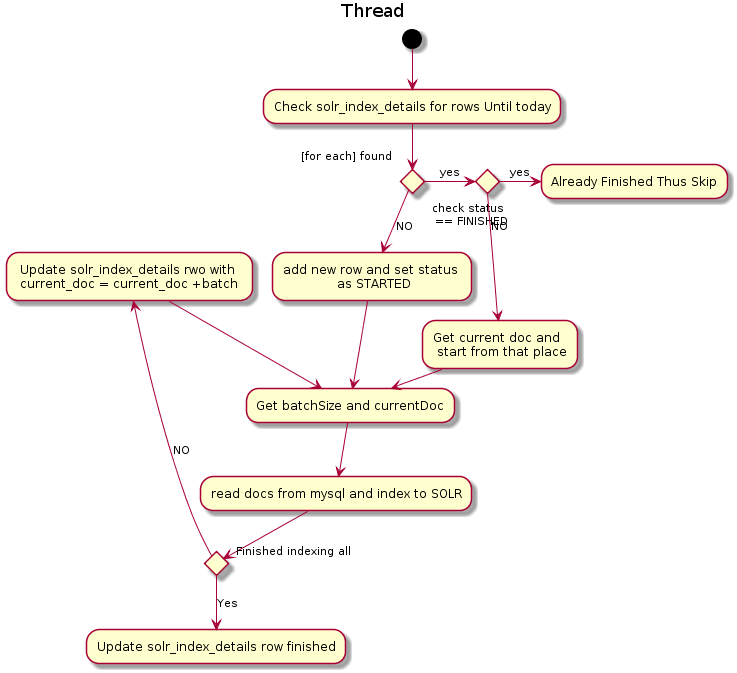 Thread
Check solr_index_details for rows Until today
[for each] found
yes
yes
Already Finished Thus Skip
check status
== FINISHED
NO
NO
Update solr_index_details rwo with
current_doc = current_doc +batch
add new row and set status
as STARTED
Get current doc and
start from that place
Get batchSize and currentDoc
NO
read docs from mysql and index to SOLR
Finished indexing all
Yes
Update solr_index_details row finished